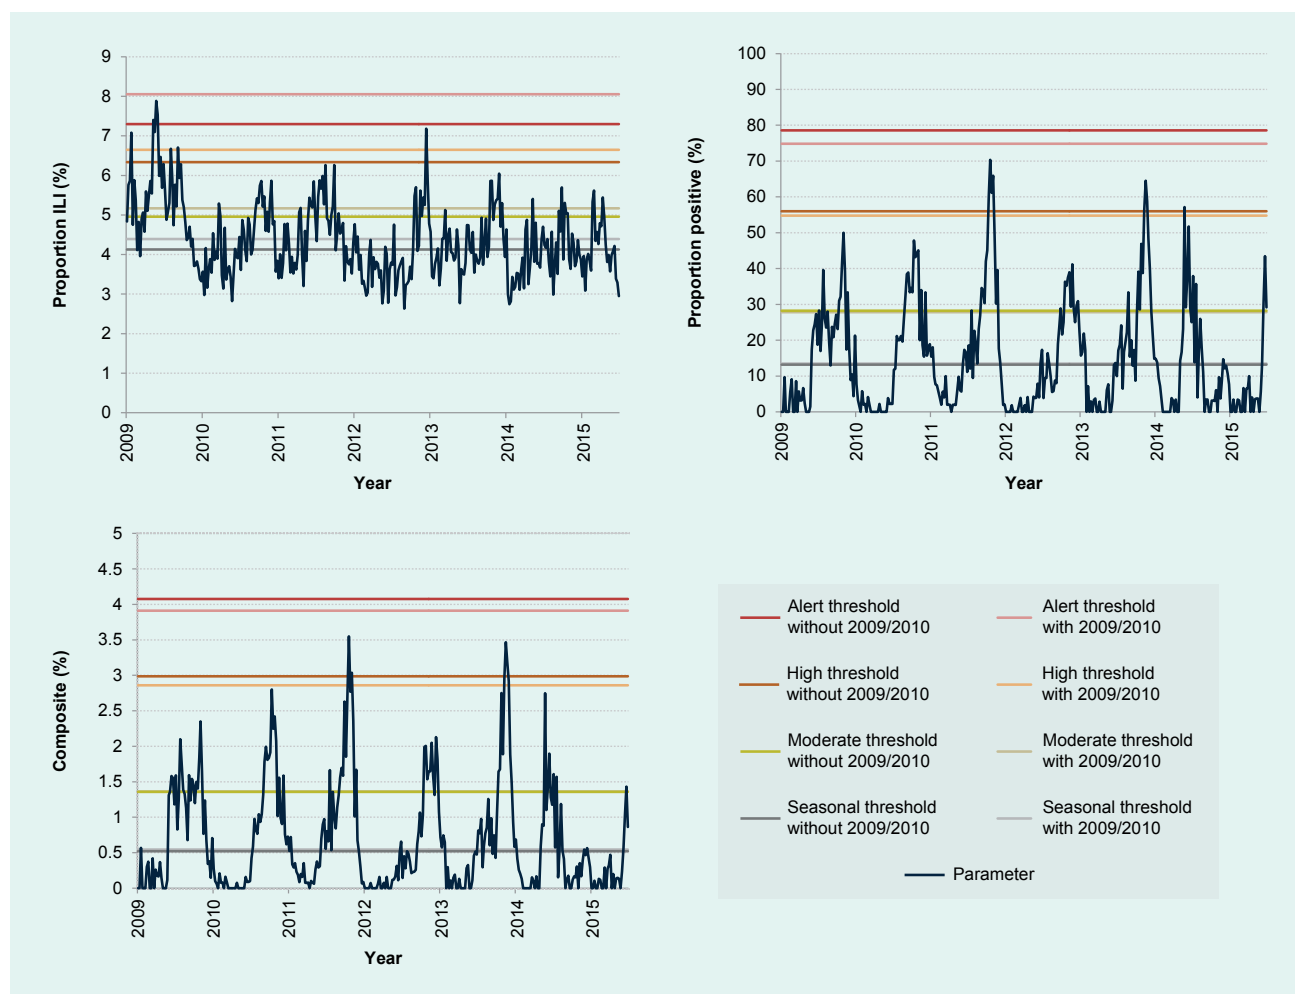 9
8
7
6
5
4
3
2
1
0
Proportion ILI (%)
2009
2010
2011
2012
2013
2014
2015
Year
100
90
80
70
60
50
40
30
20
10
0
Proportion positive (%)
2009
2010
2011
2012
2013
2014
2015
Year
5
4.5
4
3.5
3
2.5
2
1.5
1
0.5
0
Composite (%)
2009
2010
2011
2012
2013
2014
2015
Year
Alert threshold
without 2009/2010
Alert threshold
with 2009/2010
High threshold
without 2009/2010
High threshold
with 2009/2010
Moderate threshold
without 2009/2010
Moderate threshold
with 2009/2010
Seasonal threshold
without 2009/2010
Seasonal threshold
with 2009/2010
Parameter